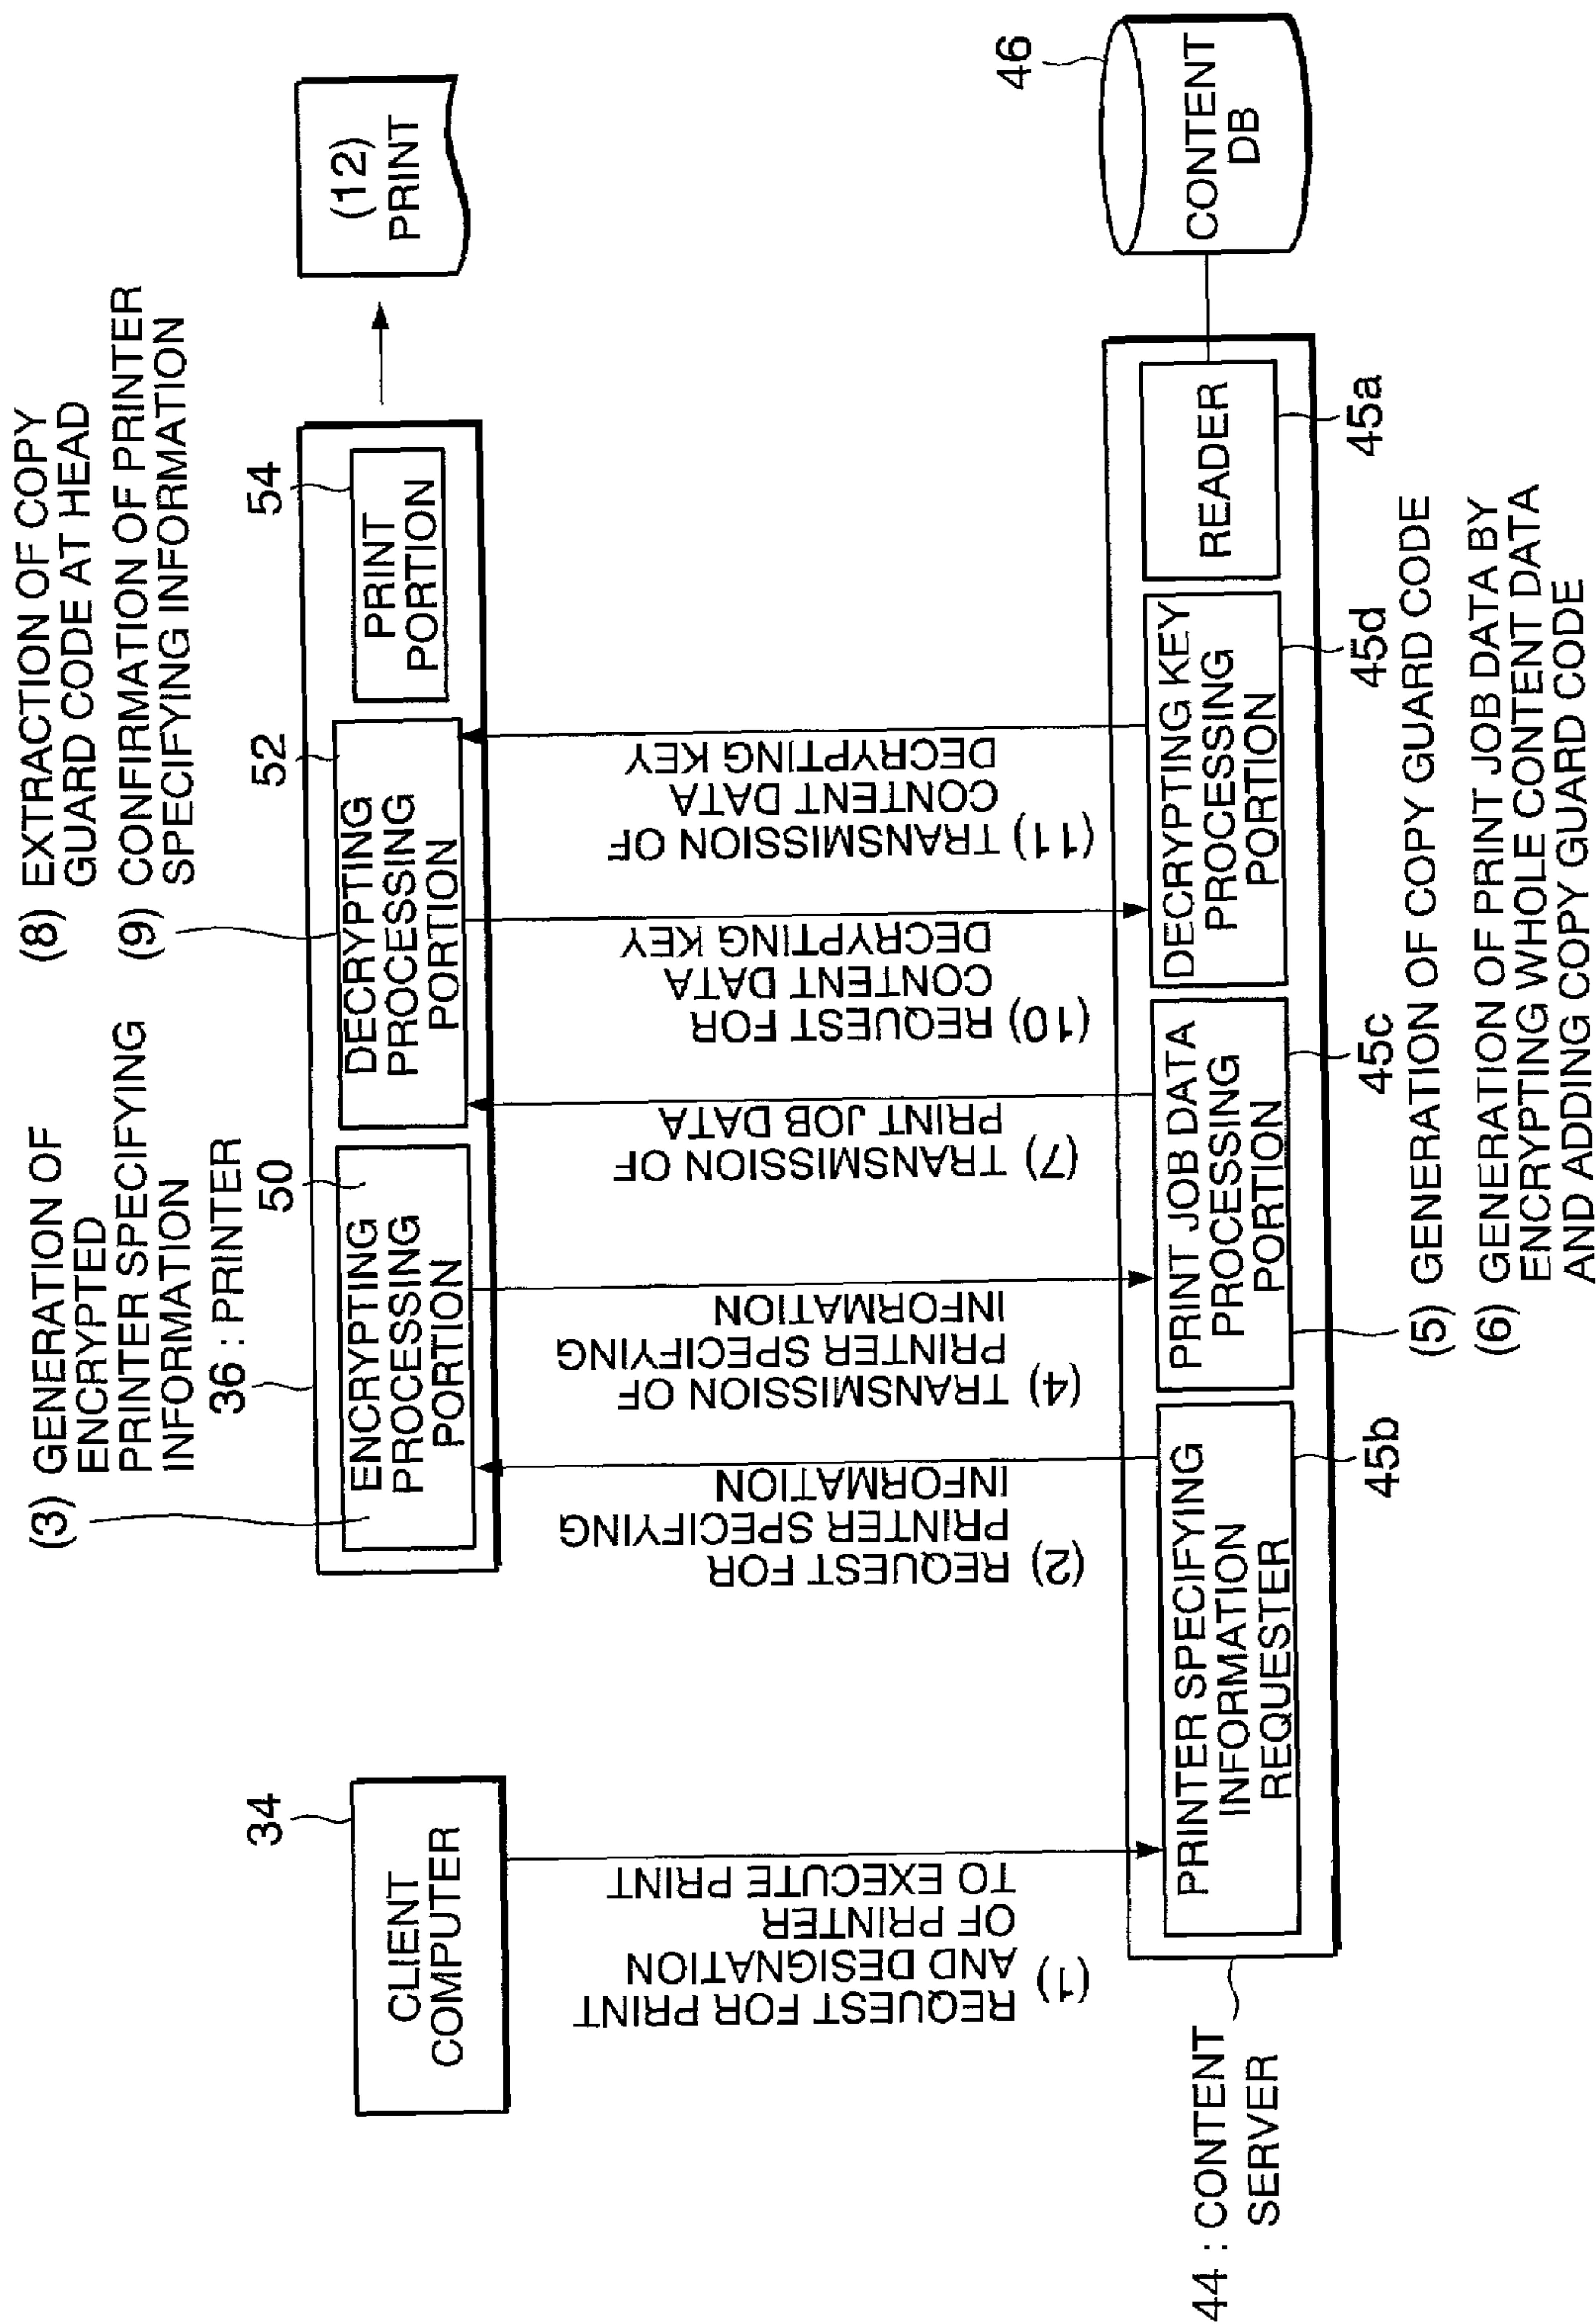 (3) GENERATION OF
ENCRYPTED
PRINTER SPECIFYING
INFORMATION
(8) EXTRACTION OF COPY
GUARD CODE AT HEAD
(9) CONFIRMATION OF PRINTER
SPECIFYING INFORMATION
34
CLIENT
COMPUTER
36 : PRINTER
50
ENCRYPTING
PROCESSING
PORTION
52
DECRYPTING
PROCESSING
PORTION
54
PRINT
PORTION
(12)
PRINT
(1)
REQUEST FOR PRINT
AND DESIGNATION
OF PRINTER
TO EXECUTE PRINT
(2) REQUEST FOR
PRINTER SPECIFYING
INFORMATION
(4) TRANSMISSION OF
PRINTER SPECIFYING
INFORMATION
(7) TRANSMISSION OF
PRINT JOB DATA
(10) REQUEST FOR
CONTENT DATA
DECRYPTING KEY
(11) TRANSMISSION OF
CONTENT DATA
DECRYPTING KEY
44 : CONTENT
SERVER
PRINTER SPECIFYING
INFORMATION
REQUESTER
45b
PRINT JOB DATA
PROCESSING
PORTION
45c
DECRYPTING KEY
PROCESSING
PORTION
45d
READER
45a
46
CONTENT
DB
(5) GENERATION OF COPY GUARD CODE
(6) GENERATION OF PRINT JOB DATA BY
ENCRYPTING WHOLE CONTENT DATA
AND ADDING COPY GUARD CODE